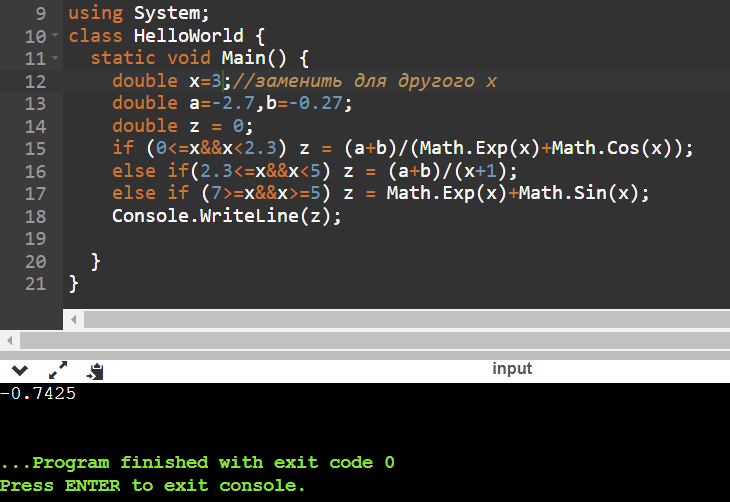 9 using System;
10 class HelloWorld {
11 static void Main() {
12 double x=3;//заменить для другого x
13 double a=-2.7,b=-0.27;
14 double z = 0;
15 if (0<=x&&x<2.3) z = (a+b)/(Math.Exp(x)+Math.Cos(x));
16 else if(2.3<=x&&x<5) z = (a+b)/(x+1);
17 else if (7>=x&&x>=5) z = Math.Exp(x)+Math.Sin(x);
18 Console.WriteLine(z);
19
20 }
21 }
input
-0.7425
...Program finished with exit code 0
Press ENTER to exit console.